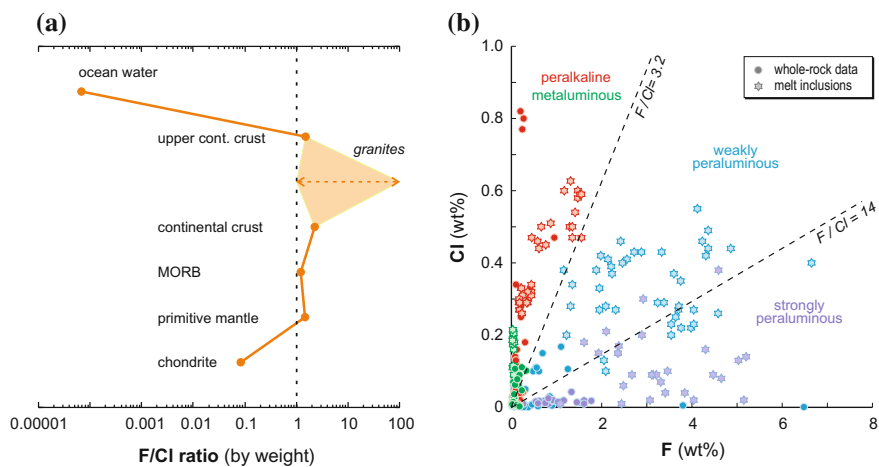 (a)
ocean water
upper cont. crust
granites
continental crust
MORB
primitive mantle
chondrite
0.00001 0.0001 0.001 0.01 0.1 1 10 100
F/Cl ratio (by weight)
(b)
1.0
0.8
0.6
0.4
0.2
0
Cl (wt%)
peralkaline
metaluminous
F / Cl = 3.2
whole-rock data
melt inclusions
weakly
peraluminous
F / Cl = 14
strongly
peraluminous
0 2 4 6 8
F (wt%)